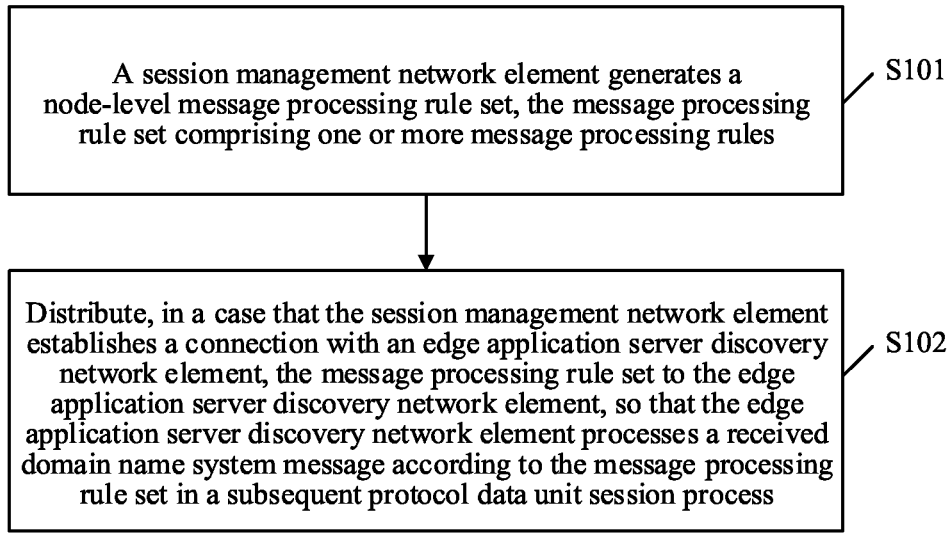 A session management network element generates a
node-level message processing rule set, the message processing
rule set comprising one or more message processing rules
S101
Distribute, in a case that the session management network element
establishes a connection with an edge application server discovery
network element, the message processing rule set to the edge
application server discovery network element, so that the edge
application server discovery network element processes a received
domain name system message according to the message processing
rule set in a subsequent protocol data unit session process
S102